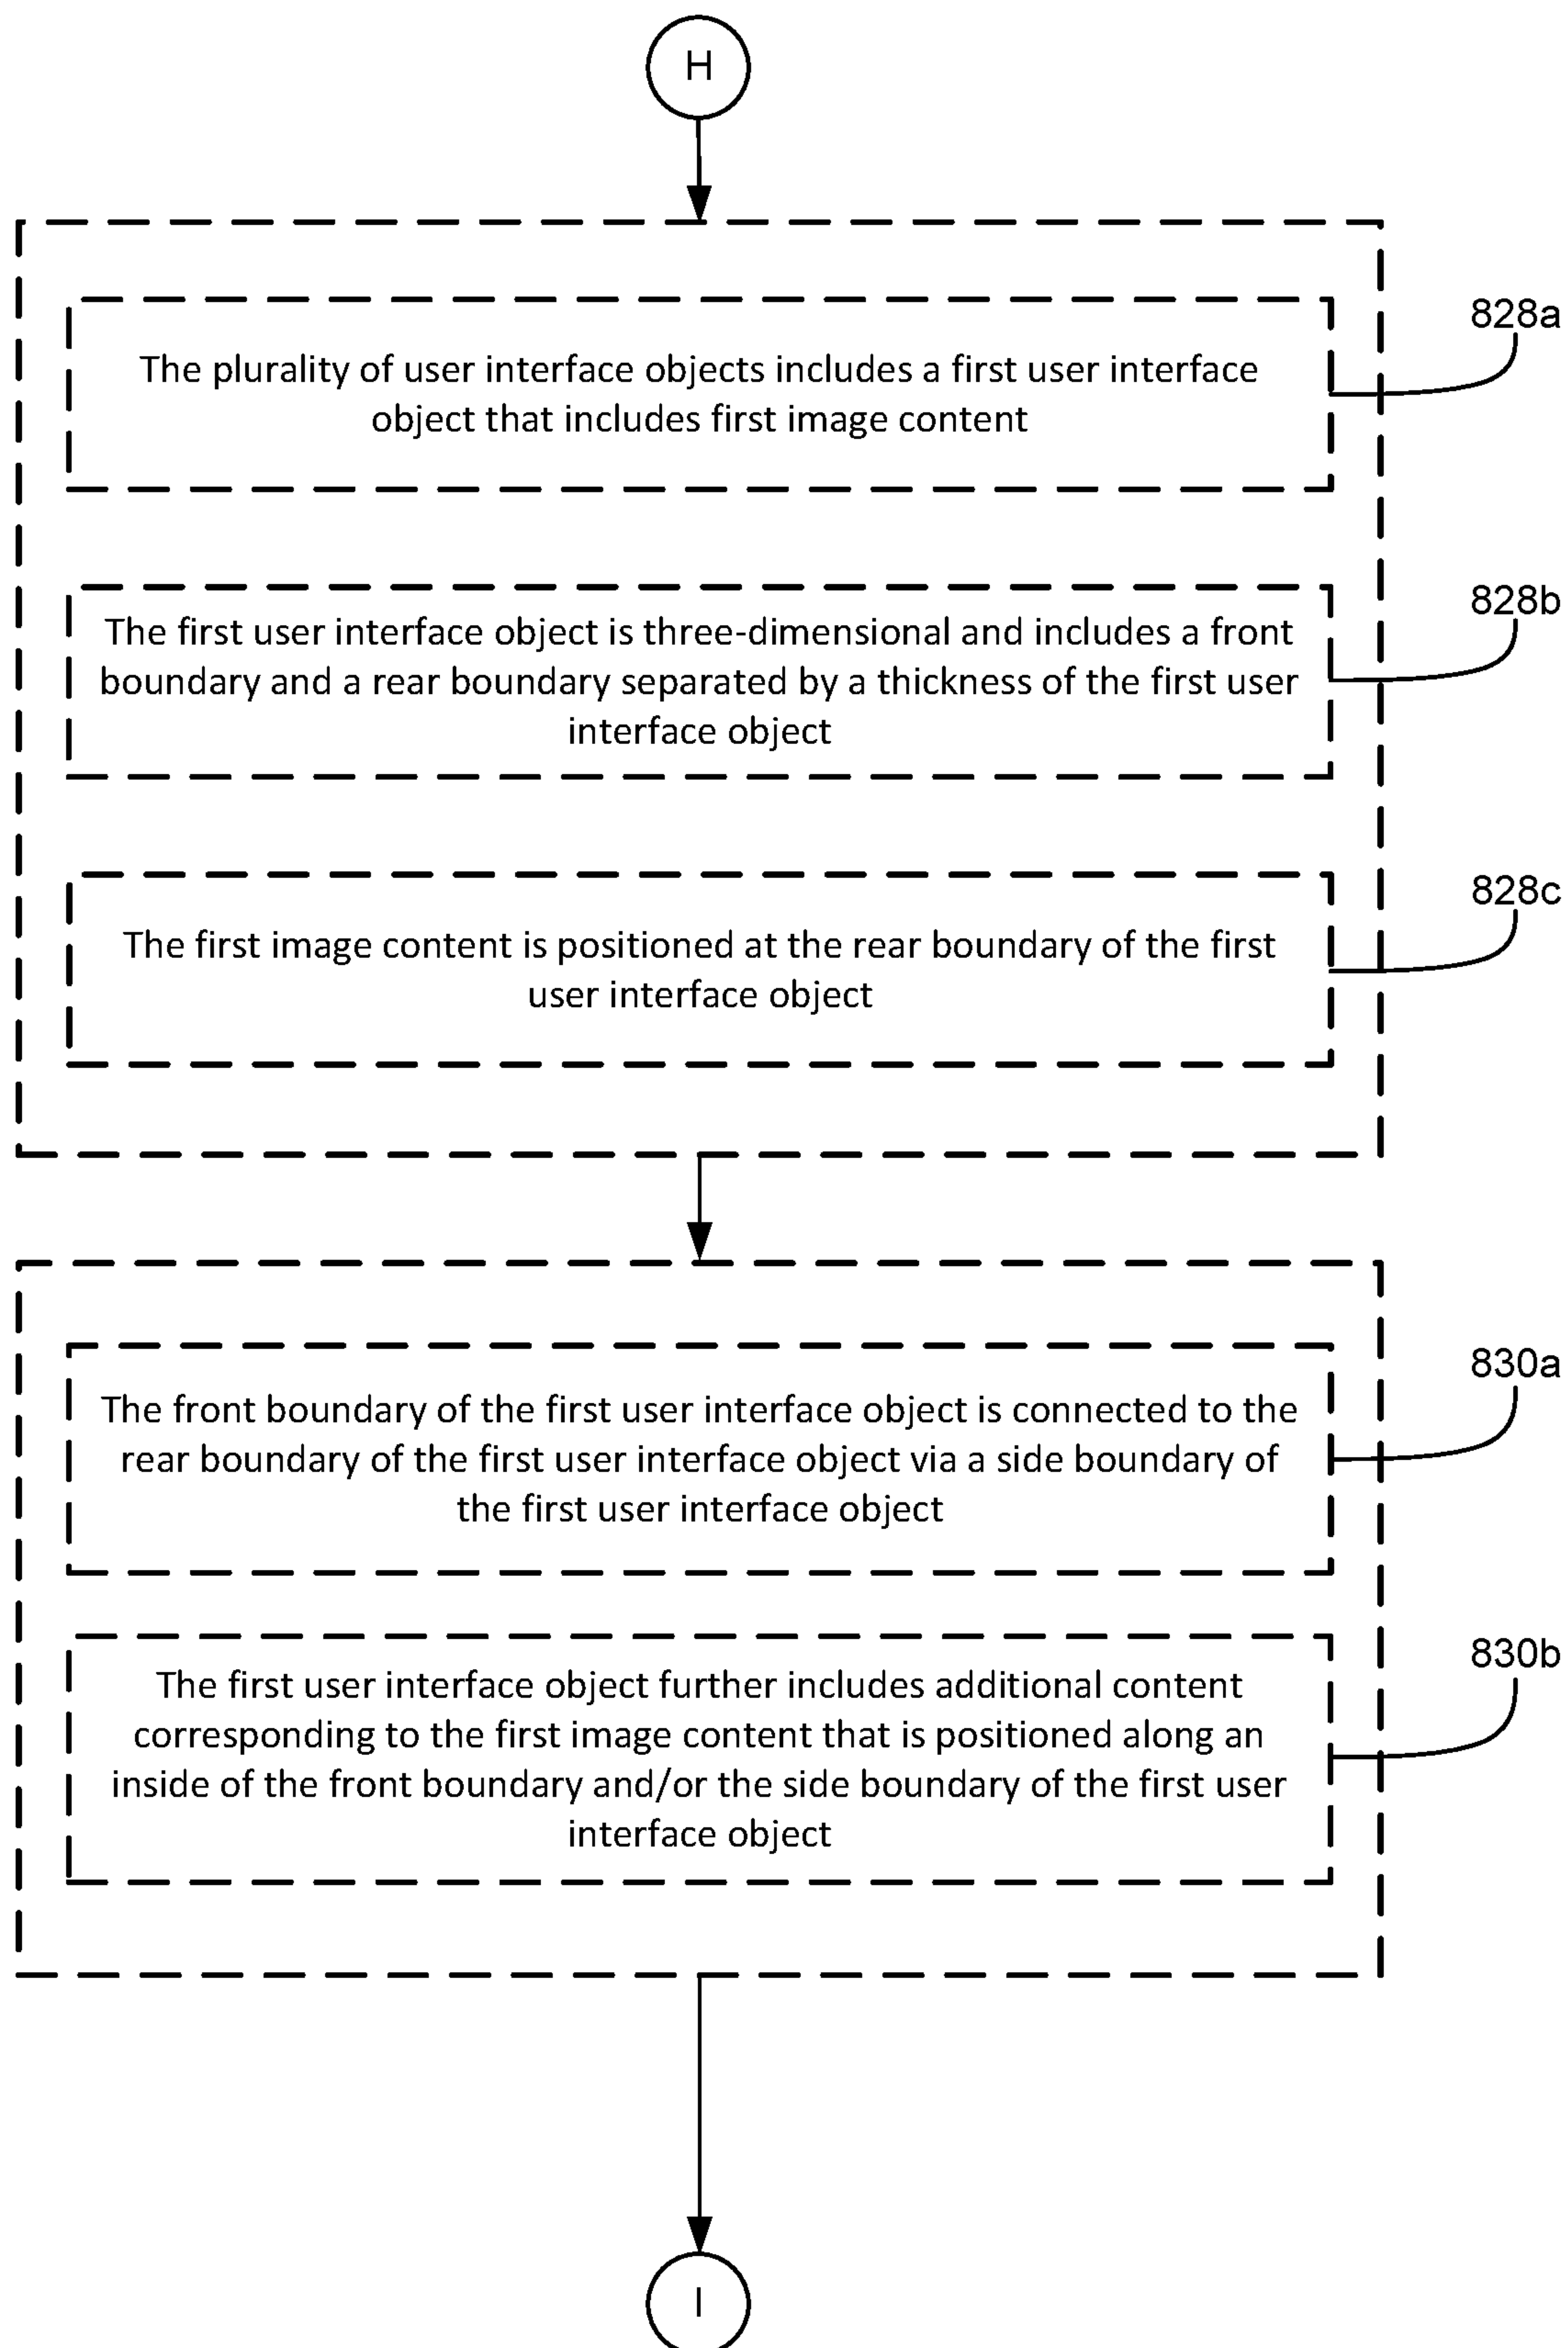 H
828a
The plurality of user interface objects includes a first user interface
object that includes first image content
828b
The first user interface object is three-dimensional and includes a front
boundary and a rear boundary separated by a thickness of the first user
interface object
828c
The first image content is positioned at the rear boundary of the first
user interface object
830a
The front boundary of the first user interface object is connected to the
rear boundary of the first user interface object via a side boundary of
the first user interface object
830b
The first user interface object further includes additional content
corresponding to the first image content that is positioned along an
inside of the front boundary and/or the side boundary of the first user
interface object
I